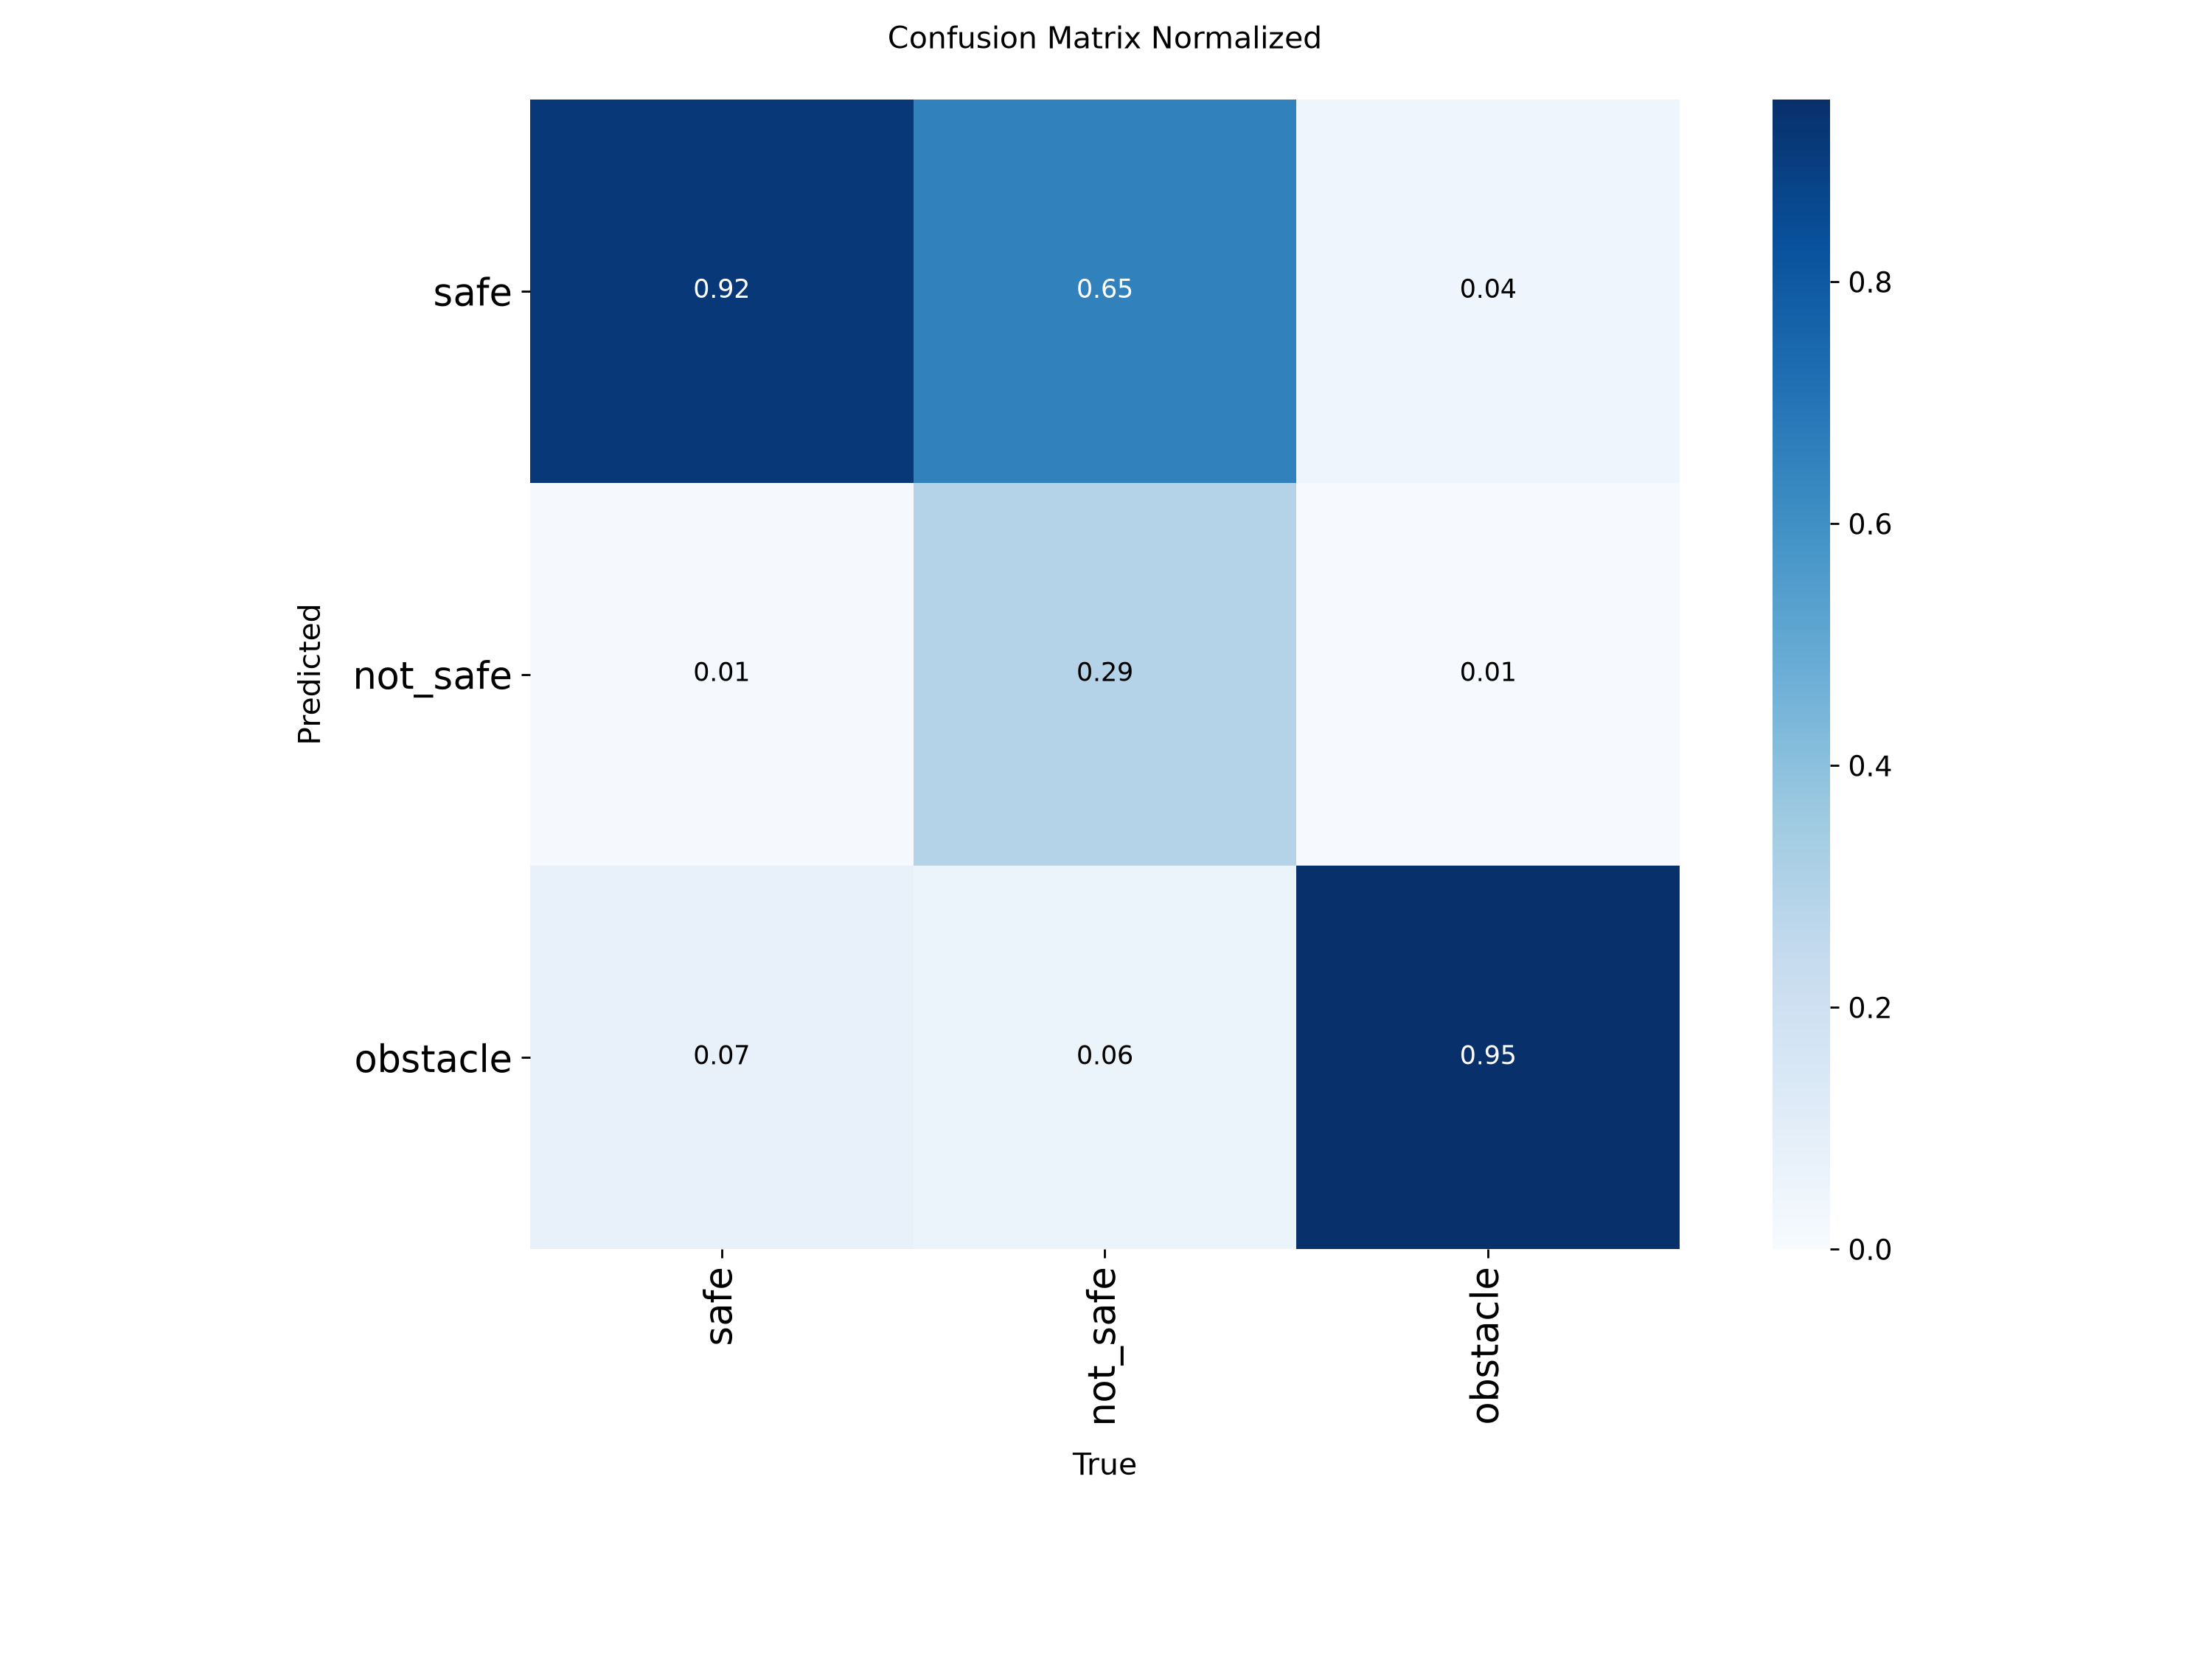 Confusion Matrix Normalized
Predicted
safe
0.92
0.65
0.04
not_safe
0.01
0.29
0.01
obstacle
0.07
0.06
0.95
safe
not_safe
obstacle
True
0.8
0.6
0.4
0.2
0.0